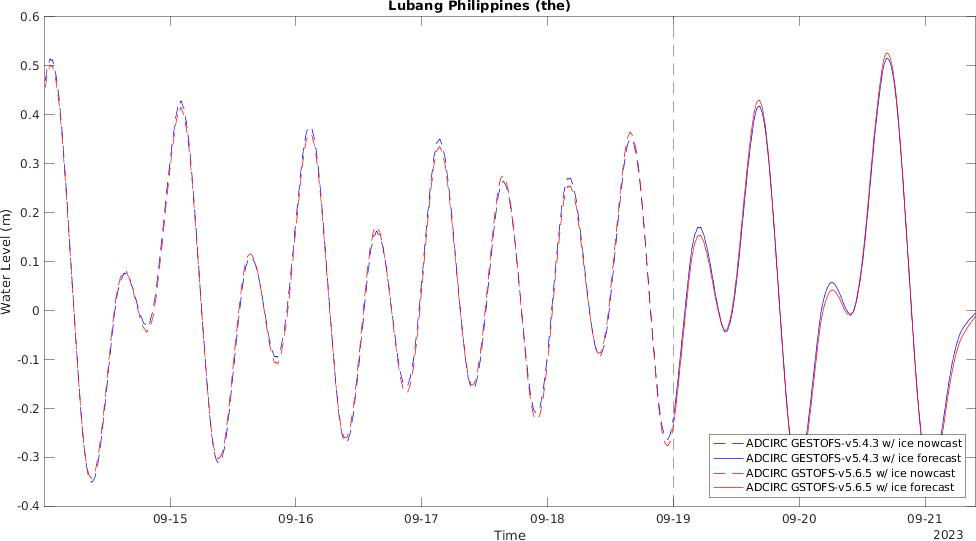 Lubang Philippines (the)
0.6
0.5
0.4
0.3
0.2
0.1
0
-0.1
-0.2
-0.3
-0.4
Water Level (m)
ADCIRC GESTOFS-v5.4.3 w/ ice nowcast
ADCIRC GESTOFS-v5.4.3 w/ ice forecast
ADCIRC GSTOFS-v5.6.5 w/ ice nowcast
ADCIRC GSTOFS-v5.6.5 w/ ice forecast
09-15 09-16 09-17 09-18 09-19 09-20 09-21
Time
2023